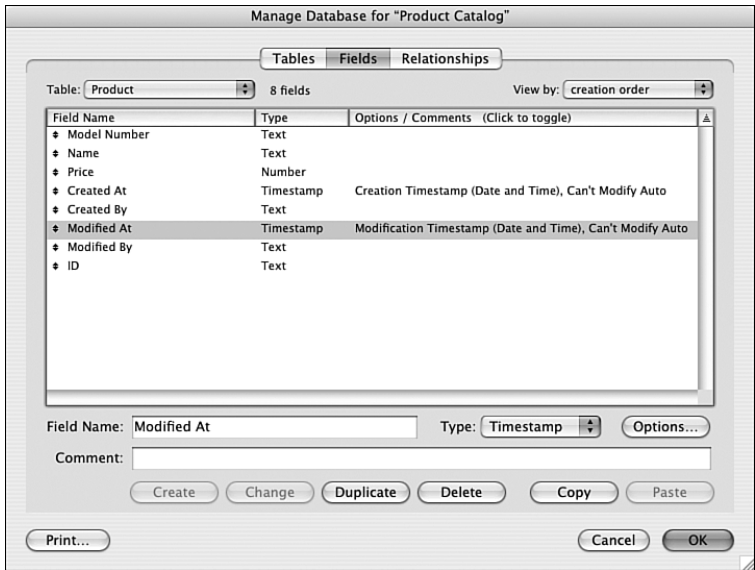 Manage Database for "Product Catalog"
Tables Fields Relationships
Table: Product 8 fields View by: creation order
Field Name Type Options / Comments (Click to toggle)
Model Number Text
Name Text
Price Number
Created At Timestamp Creation Timestamp (Date and Time), Can't Modify Auto
Created By Text
Modified At Timestamp Modification Timestamp (Date and Time), Can't Modify Auto
Modified By Text
ID Text
Field Name: Modified At Type: Timestamp Options...
Comment:
Create Change Duplicate Delete Copy Paste
Print... Cancel OK